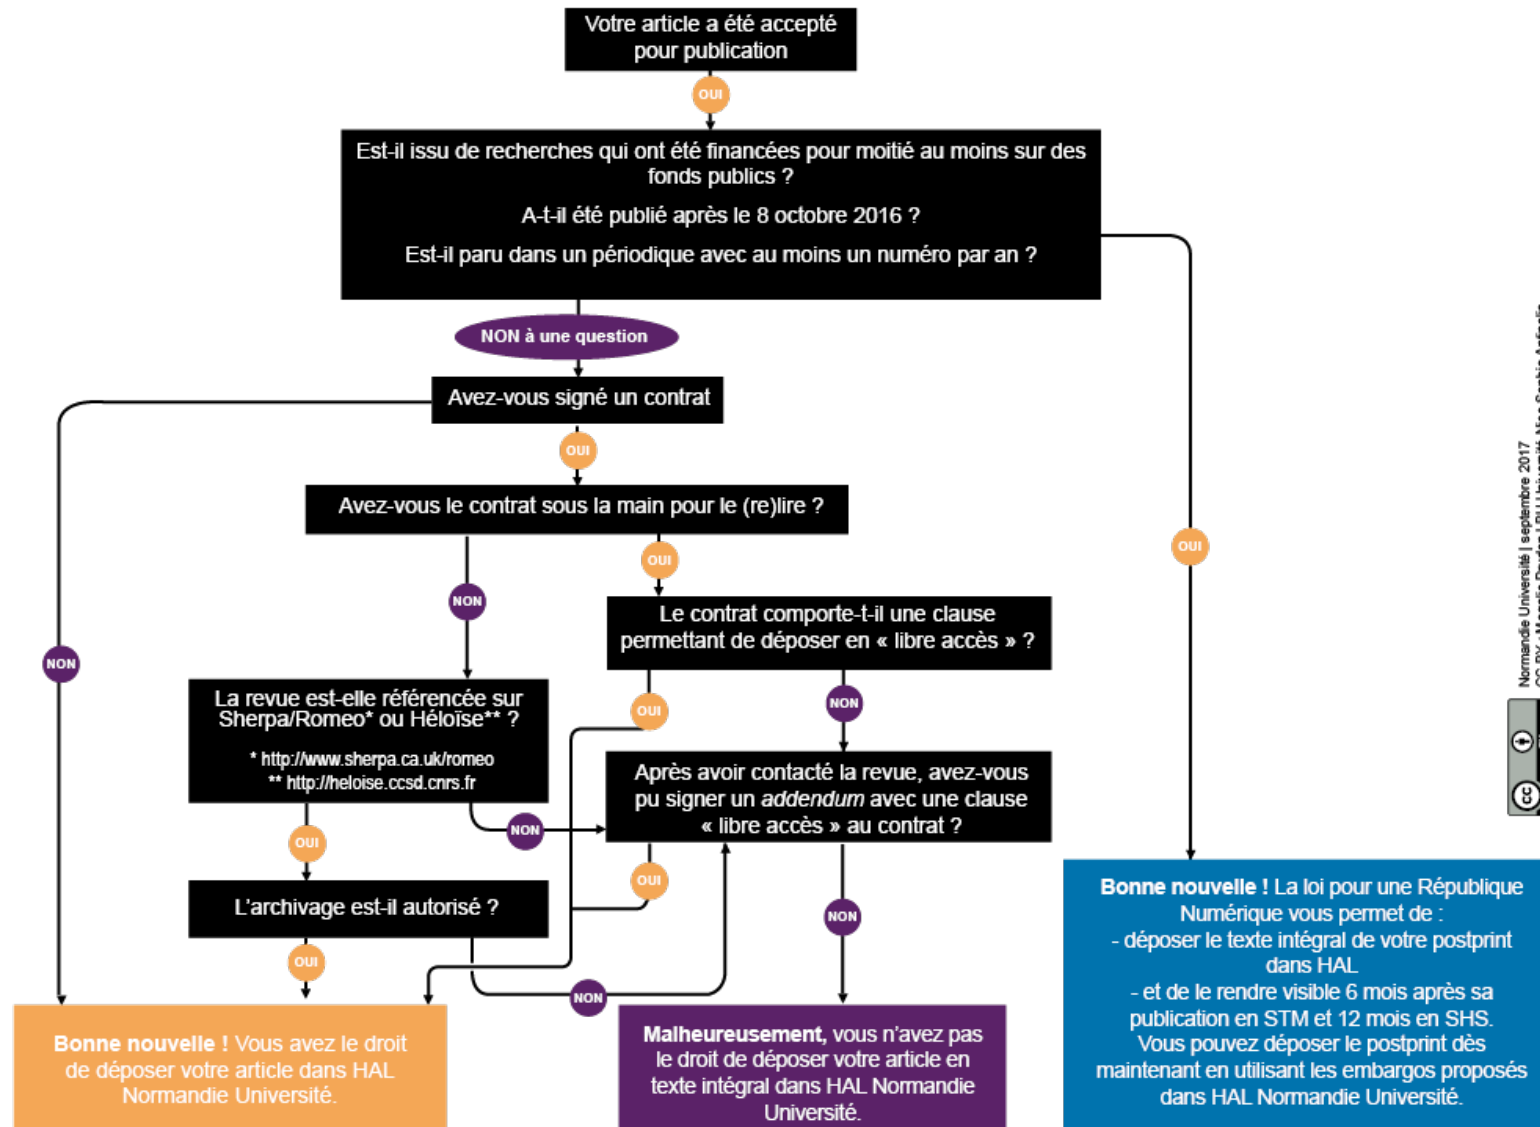 Votre article a été accepté
pour publication
OUI
Est-il issu de recherches qui ont été financées pour moitié au moins sur des
fonds publics ?
A-t-il été publié après le 8 octobre 2016 ?
Est-il paru dans un périodique avec au moins un numéro par an ?
NON à une question
Avez-vous signé un contrat
OUI
Avez-vous le contrat sous la main pour le (re)lire ?
OUI
OUI
NON
Le contrat comporte-t-il une clause
permettant de déposer en « libre accès » ?
NON
La revue est-elle référencée sur
Sherpa/Romeo* ou Héloïse** ?
* http://www.sherpa.ca.uk/romeo
** http://heloise.ccsd.cnrs.fr
OUI
NON
Après avoir contacté la revue, avez-vous
pu signer un addendum avec une clause
« libre accès » au contrat ?
NON
OUI
OUI
L'archivage est-il autorisé ?
NON
OUI
NON
Bonne nouvelle ! Vous avez le droit
de déposer votre article dans HAL
Normandie Université.
Malheureusement, vous n'avez pas
le droit de déposer votre article en
texte intégral dans HAL Normandie
Université.
Bonne nouvelle ! La loi pour une République
Numérique vous permet de :
- déposer le texte intégral de votre postprint
dans HAL
- et de le rendre visible 6 mois après sa
publication en STM et 12 mois en SHS.
Vous pouvez déposer le postprint dès
maintenant en utilisant les embargos proposés
dans HAL Normandie Université.
Normandie Université | septembre 2017
cc